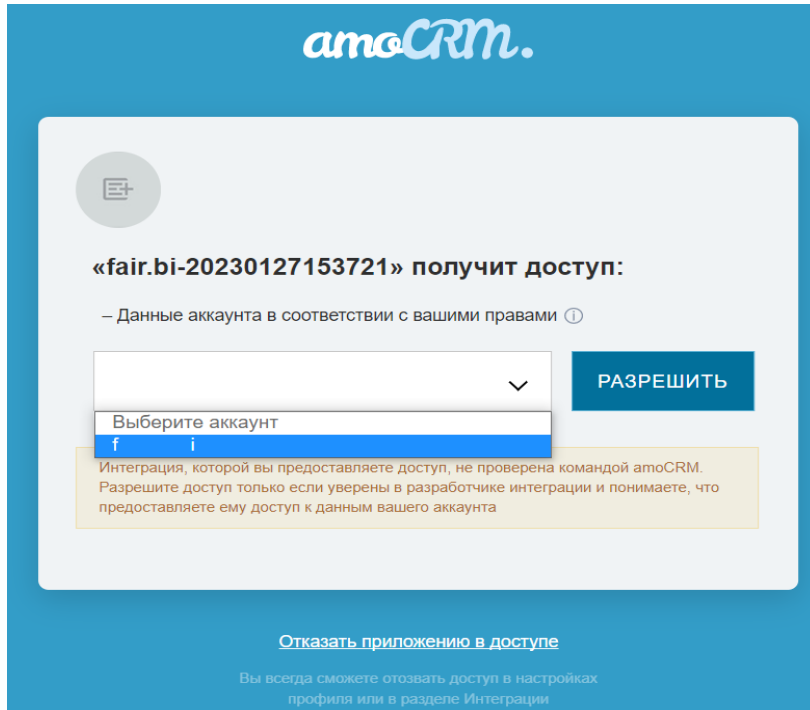 amoCRM.
«fair.bi-20230127153721» получит доступ:
– Данные аккаунта в соответствии с вашими правами
РАЗРЕШИТЬ
Выберите аккаунт
f i
Интеграция, которой вы предоставляете доступ, не проверена командой amoCRM.
Разрешите доступ только если уверены в разработчике интеграции и понимаете, что
предоставляете ему доступ к данным вашего аккаунта
Отказать приложению в доступе
Вы всегда сможете отозвать доступ в настройках
профиля или в разделе Интеграции